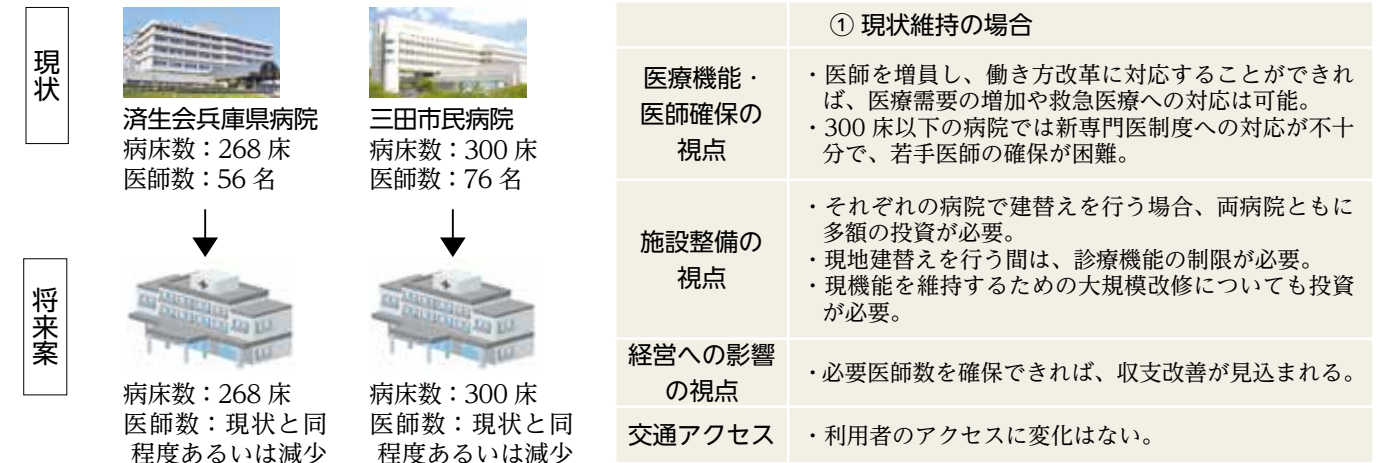 現状
済生会兵庫県病院
病床数：268 床
医師数：56 名
三田市民病院
病床数：300 床
医師数：76 名
将来案
病床数：268 床
医師数：現状と同
程度あるいは減少
病床数：300 床
医師数：現状と同
程度あるいは減少
① 現状維持の場合
医療機能・
医師確保の
視点
・医師を増員し、働き方改革に対応することができれ
ば、医療需要の増加や救急医療への対応は可能。
・300 床以下の病院では新専門医制度への対応が不十
分で、若手医師の確保が困難。
施設整備の
視点
・それぞれの病院で建替えを行う場合、両病院ともに
多額の投資が必要。
・現地建替えを行う間は、診療機能の制限が必要。
・現機能を維持するための大規模改修についても投資
が必要。
経営への影響
の視点
・必要医師数を確保できれば、収支改善が見込まれる。
交通アクセス
・利用者のアクセスに変化はない。